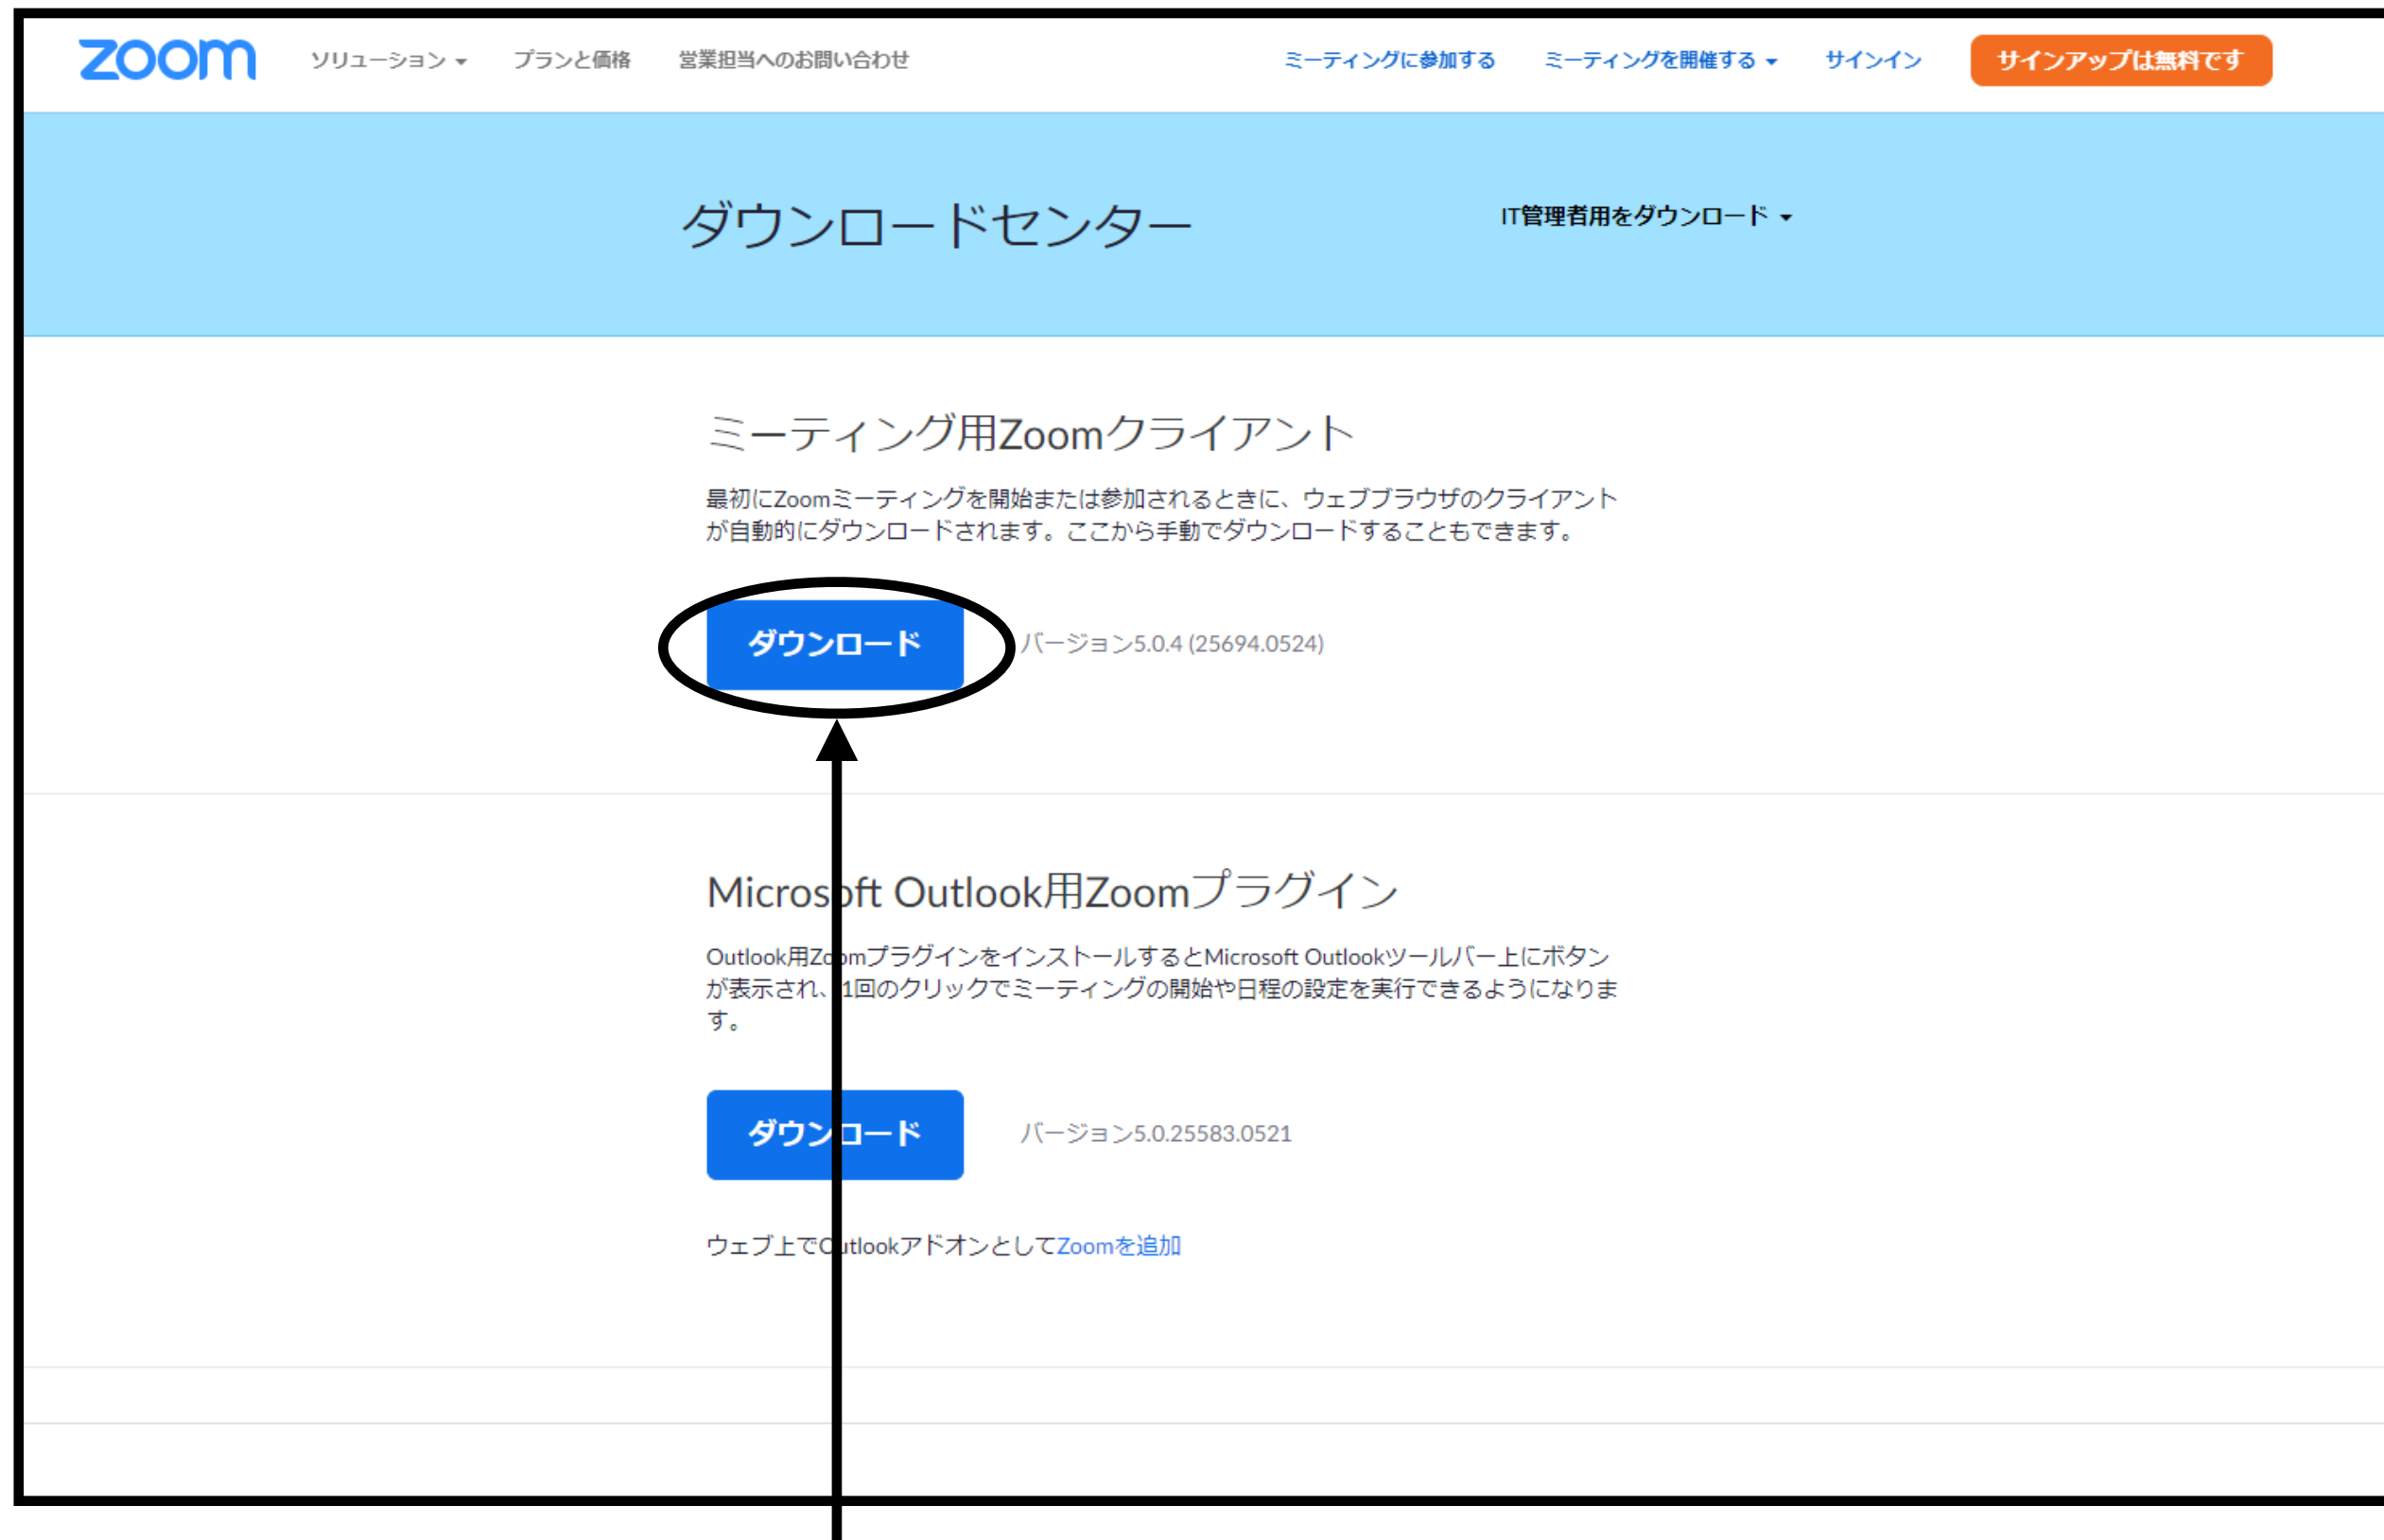 zoom ソリューション プランと価格 営業担当へのお問い合わせ ミーティングに参加する ミーティングを開催する サインイン サインアップは無料です
ダウンロードセンター IT管理者用をダウンロード
ミーティング用Zoomクライアント
最初にZoomミーティングを開始または参加されるときに、ウェブブラウザのクライアント
が自動的にダウンロードされます。ここから手動でダウンロードすることもできます。
ダウンロード バージョン5.0.4 (25694.0524)
Microsoft Outlook用Zoomプラグイン
Outlook用ZoomプラグインをインストールするとMicrosoft Outlookツールバー上にボタン
が表示され、1回のクリックでミーティングの開始や日程の設定を実行できるようになりま
す。
ダウンロード バージョン5.0.25583.0521
ウェブ上でOutlookアドオンとしてZoomを追加